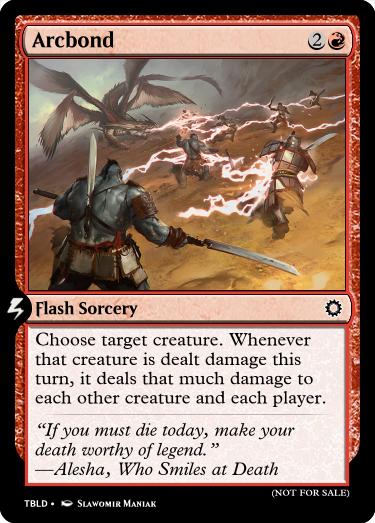 Arcbond 2
Flash Sorcery
Choose target creature. Whenever
that creature is dealt damage this
turn, it deals that much damage to
each other creature and each player.
“If you must die today, make your
death worthy of legend.”
—Alesha, Who Smiles at Death
(NOT FOR SALE)
TBLD • Slawomir Maniak